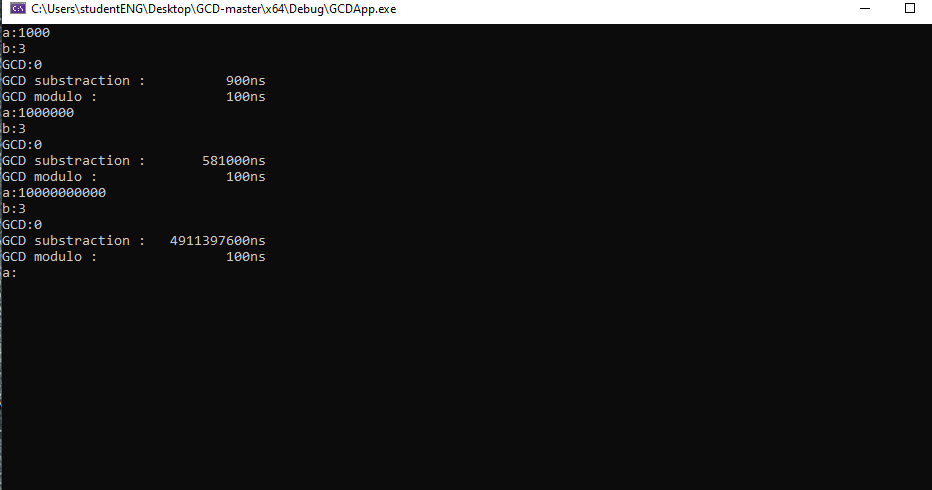 C:\Users\studentENG\Desktop\GCD-master\x64\Debug\GCDApp.exe
a:1000
b:3
GCD:0
GCD substraction :          900ns
GCD modulo :                100ns
a:1000000
b:3
GCD:0
GCD substraction :       581000ns
GCD modulo :                100ns
a:10000000000
b:3
GCD:0
GCD substraction :   4911397600ns
GCD modulo :                100ns
a: